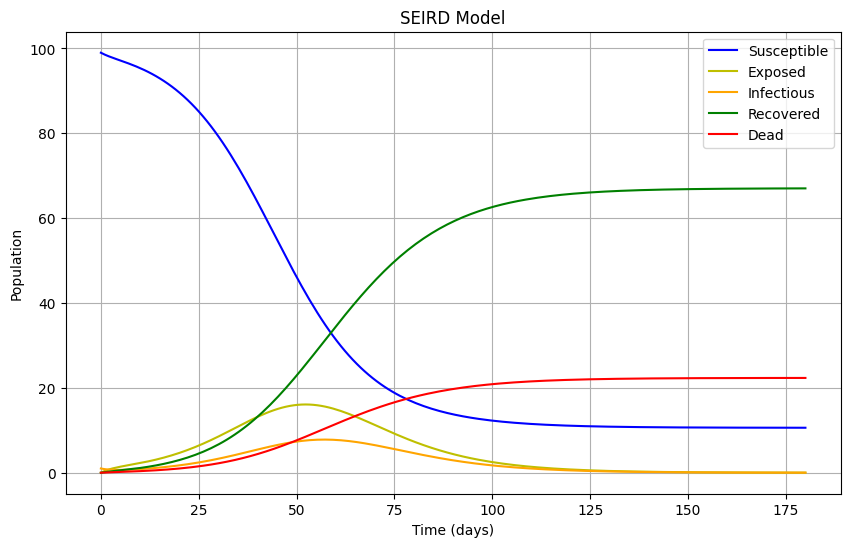 SEIRD Model
Susceptible
Exposed
Infectious
Recovered
Dead
Population
100
80
60
40
20
0
0 25 50 75 100 125 150 175
Time (days)